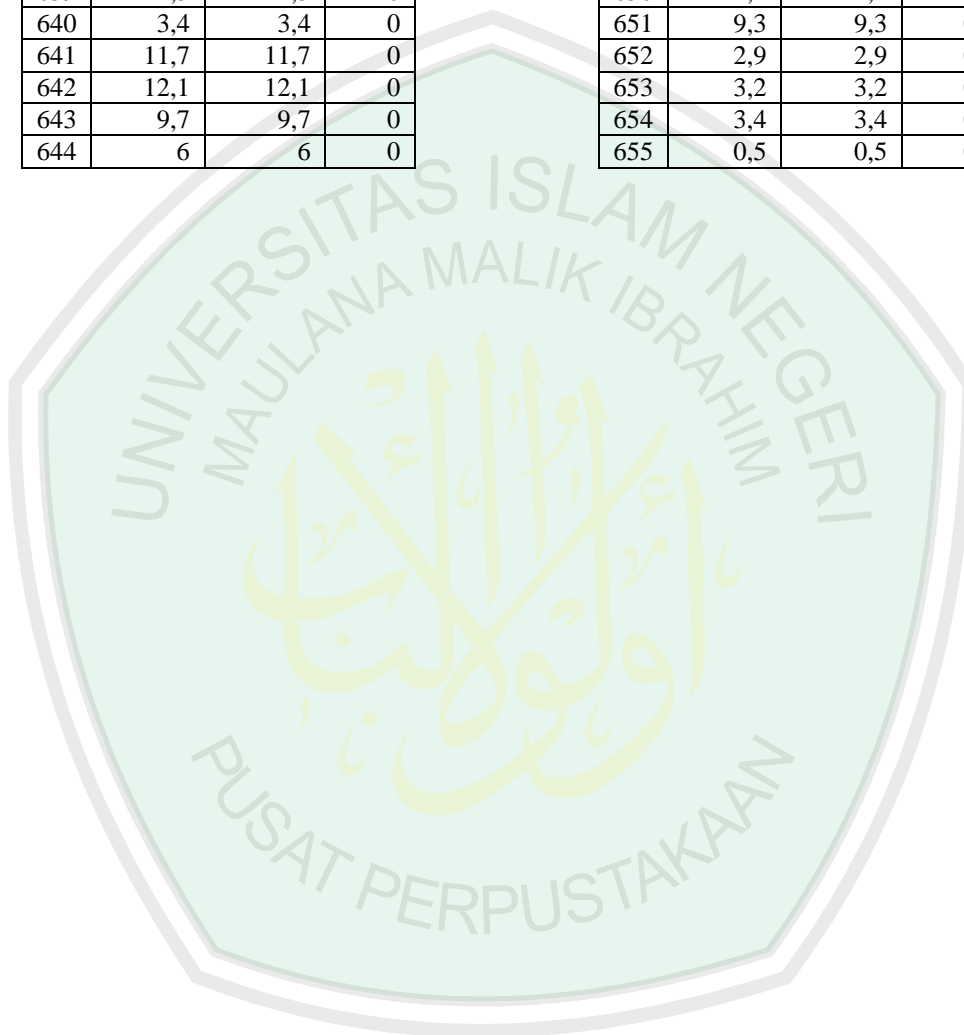 640 3,4 3,4 0
641 11,7 11,7 0
642 12,1 12,1 0
643 9,7 9,7 0
644 6 6 0
651 9,3 9,3
652 2,9 2,9
653 3,2 3,2
654 3,4 3,4
655 0,5 0,5
UNIVERSITAS ISLAM NEGERI
MAULANA MALIK IBRAHIM
أولوا الألباب
PUSAT PERPUSTAKAAN